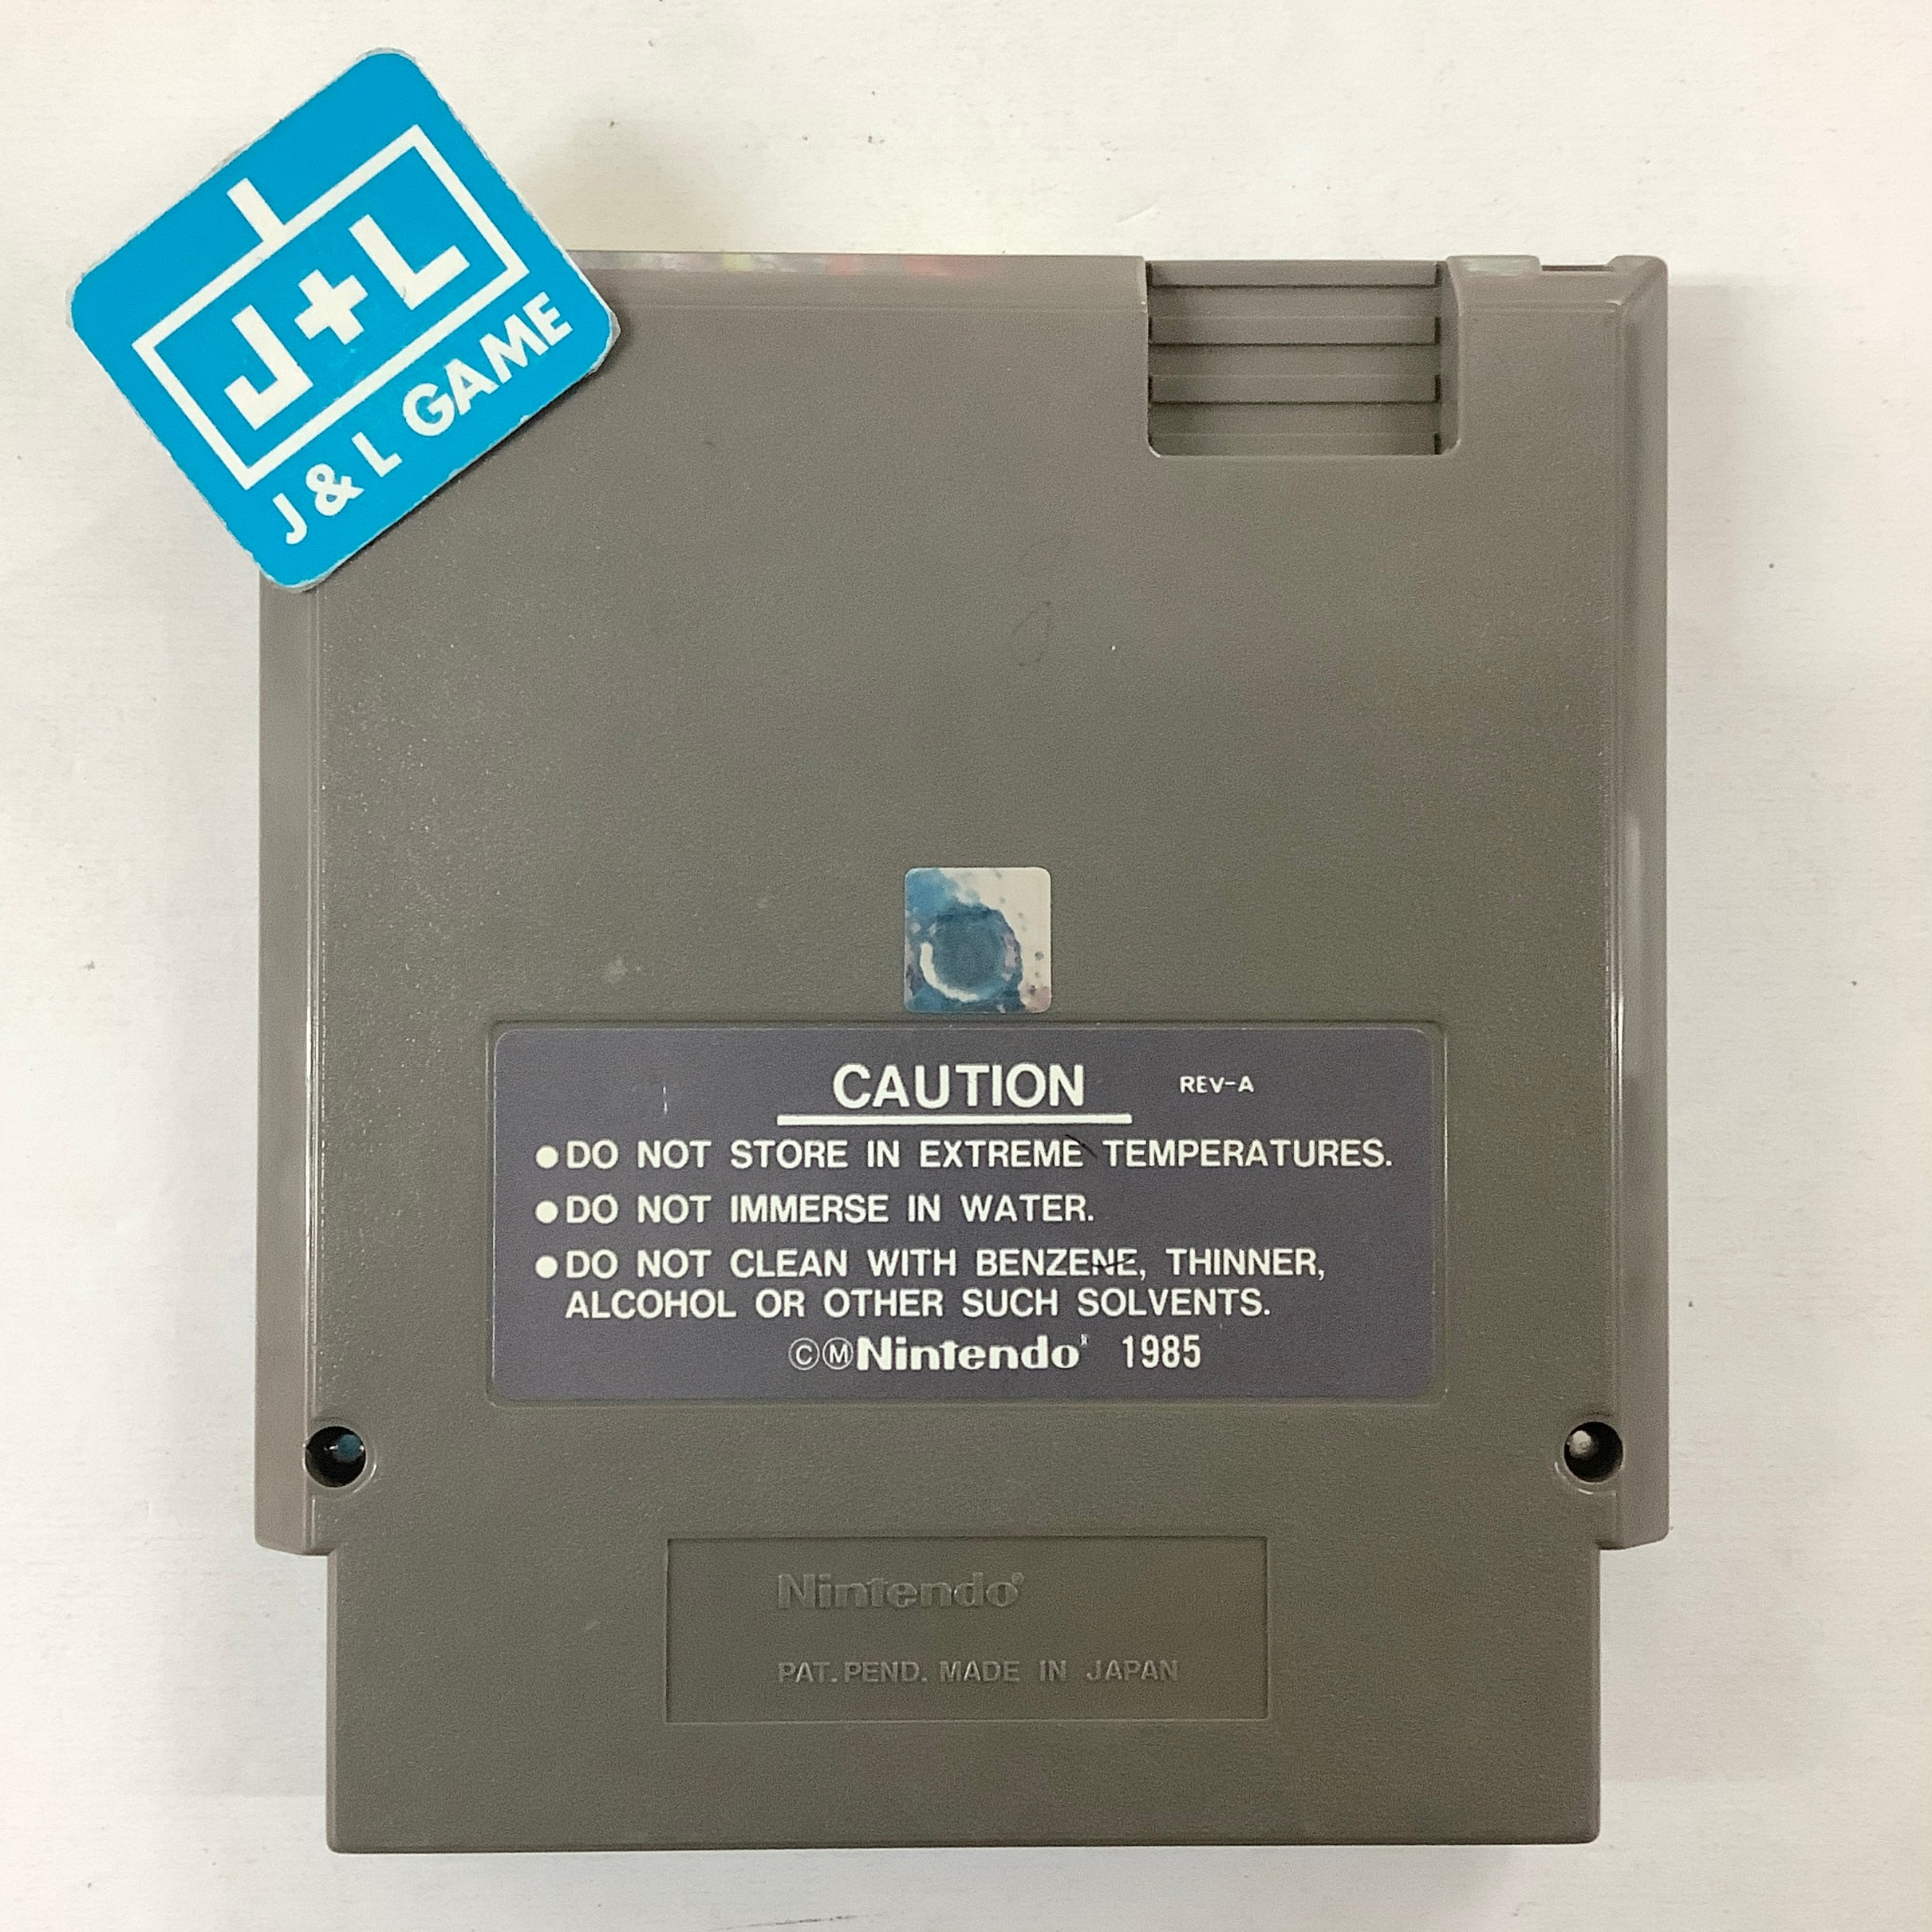 J+L
J & L GAME
CAUTION REV-A
●DO NOT STORE IN EXTREME TEMPERATURES.
●DO NOT IMMERSE IN WATER.
●DO NOT CLEAN WITH BENZENE, THINNER,
ALCOHOL OR OTHER SUCH SOLVENTS.
©ⓂNintendo® 1985
Nintendo®
PAT. PEND. MADE IN JAPAN